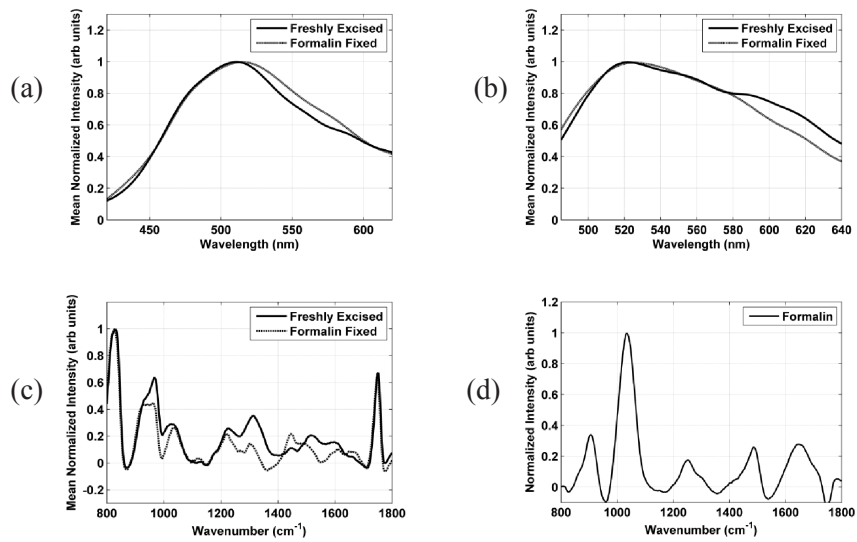 (a)
Mean Normalized Intensity (arb units)
1.2
1
0.8
0.6
0.4
0.2
0
Freshly Excised
Formalin Fixed
450 500 550 600
Wavelength (nm)
(b)
Mean Normalized Intensity (arb units)
1.2
1
0.8
0.6
0.4
0.2
0
Freshly Excised
Formalin Fixed
500 520 540 560 580 600 620 640
Wavelength (nm)
(c)
Mean Normalized Intensity (arb units)
1.2
1
0.8
0.6
0.4
0.2
0
-0.2
Freshly Excised
Formalin Fixed
800 1000 1200 1400 1600 1800
Wavenumber (cm⁻¹)
(d)
Normalized Intensity (arb units)
1.2
1
0.8
0.6
0.4
0.2
0
Formalin
800 1000 1200 1400 1600 1800
Wavenumber (cm⁻¹)